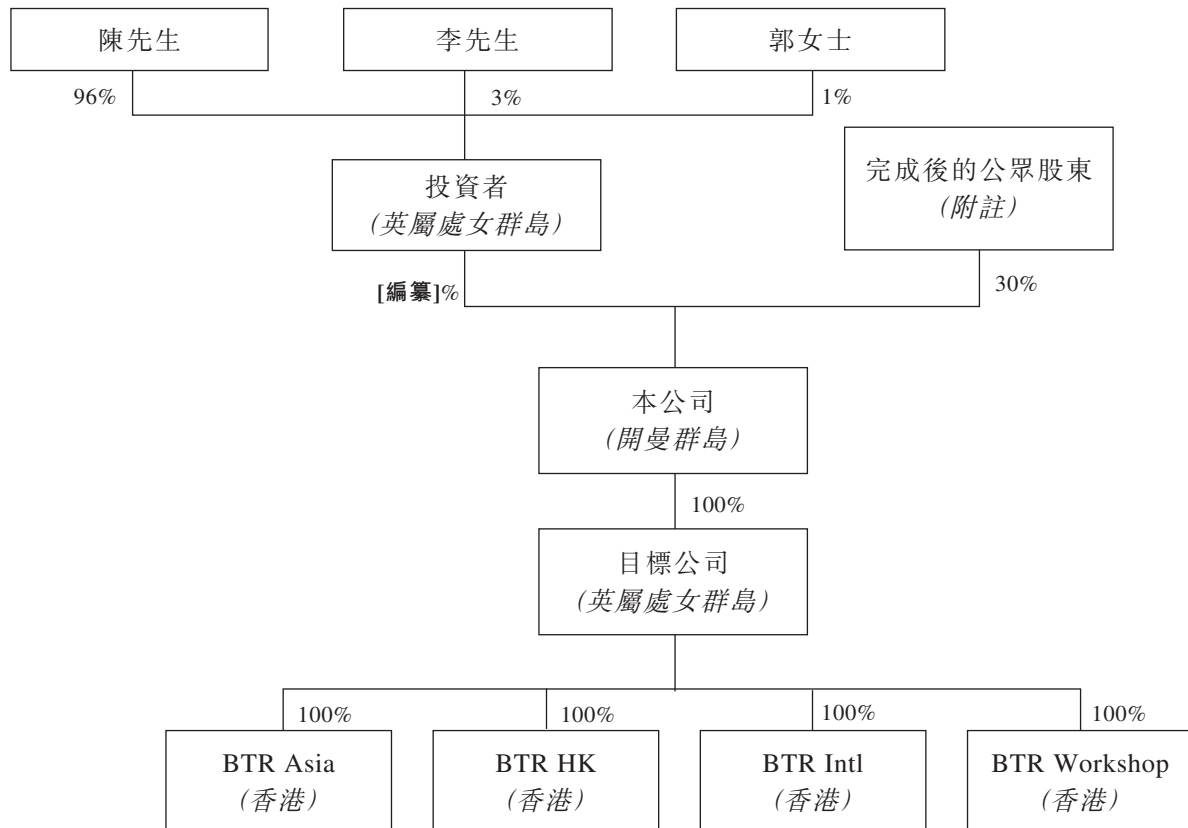 陳先生
李先生
郭女士
96%
3%
1%
投資者
(英屬處女群島)
完成後的公眾股東
(附註)
[編纂]%
30%
本公司
(開曼群島)
100%
目標公司
(英屬處女群島)
100%
100%
100%
100%
BTR Asia
(香港)
BTR HK
(香港)
BTR Intl
(香港)
BTR Workshop
(香港)